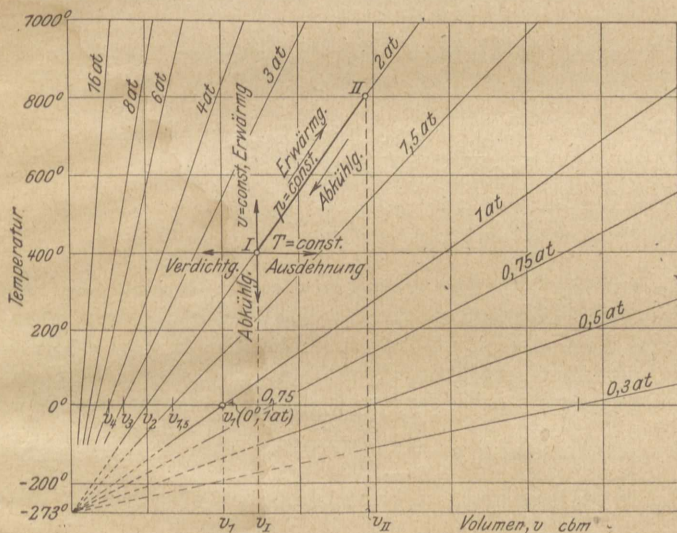 1000°
800°
600°
400°
200°
0°
-200°
-273°
Temperatur
16 at
8 at
6 at
4 at
3 at
2 at
1,5 at
1 at
0,75 at
0,5 at
0,3 at
v=const, Erwärmg
Abkühlg.
Erwärmg.
p=const,
Abkühlg.
I
II
T=const.
Verdichtg.
Ausdehnung
0,75
v₄
v₃
v₂
v₁,₅
v₁(0°, 1at)
v₁
v_I
v_II
Volumen, v cbm